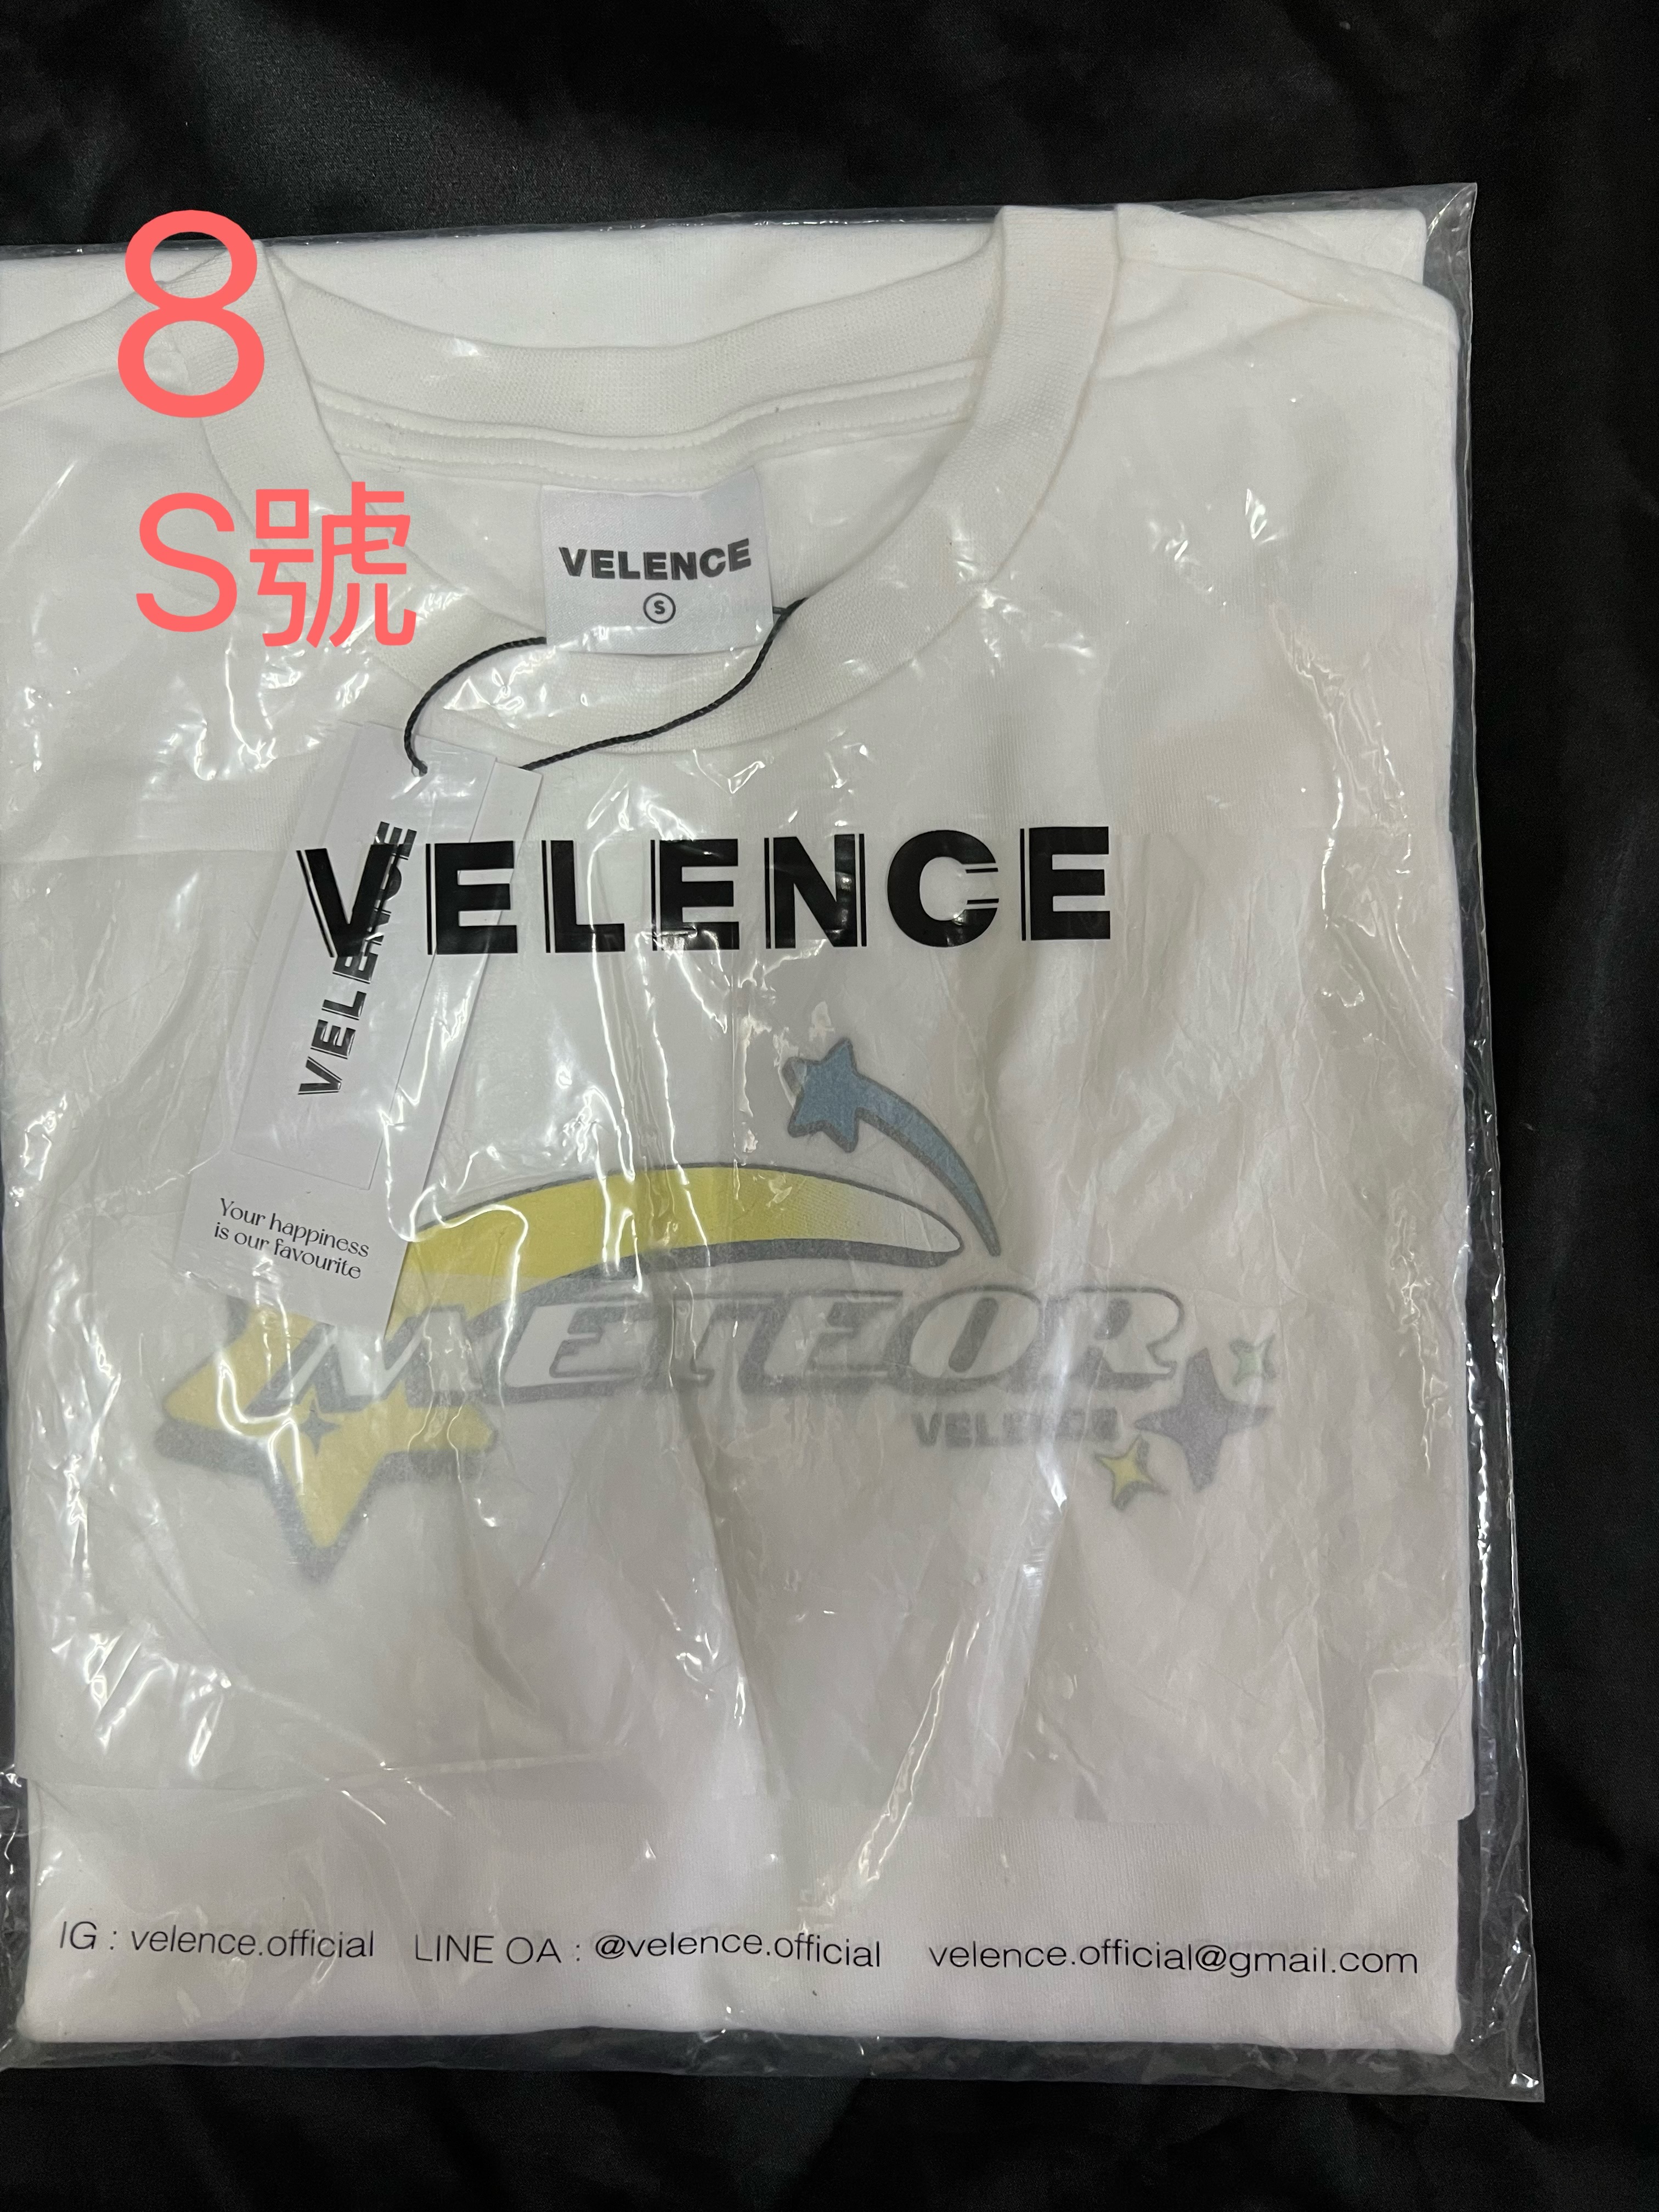 8
S號
VELENCE
S
VELENCE
VELENCE
Your happiness
is our favourite
METEOR
VELENCE
IG : velence.official LINE OA : @velence.official velence.official@gmail.com